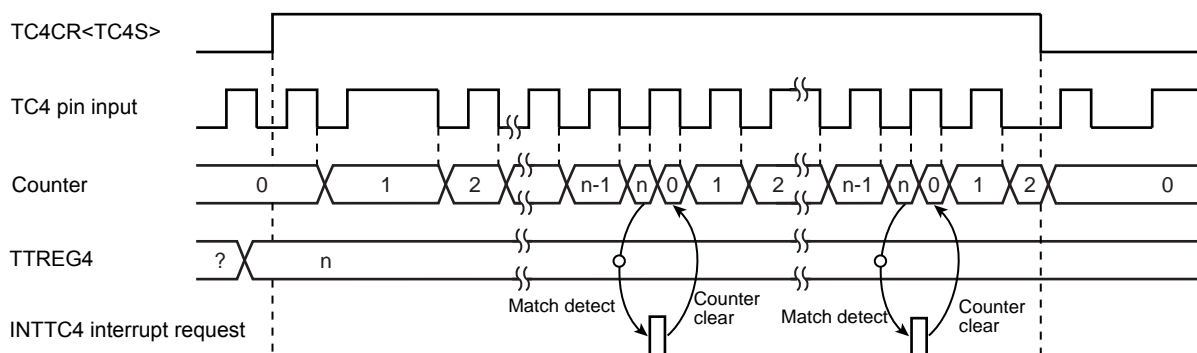 TC4CR<TC4S>
TC4 pin input
Counter
0 1 2 n-1 n 0 1 2 n-1 n 0 1 2 0
TTREG4
? n
Match detect
Counter
clear
Match detect
Counter
clear
INTTC4 interrupt request